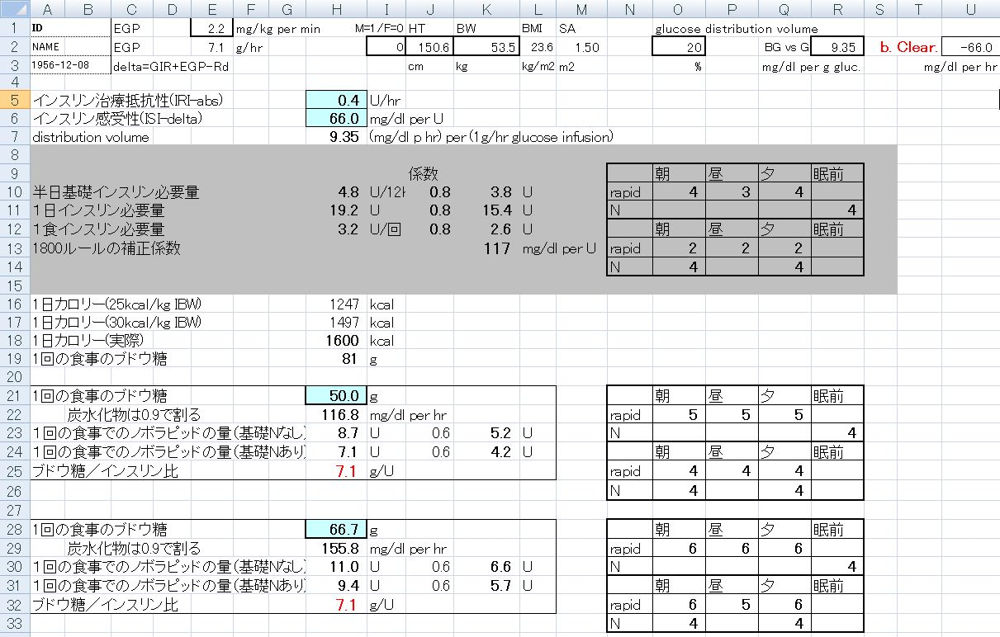 A B C D E F G H I J K L M N O P Q R S T U
1 ID EGP 2.2 mg/kg per min M=1/F=0 HT BW BMI SA glucose distribution volume
2 NAME EGP 7.1 g/hr 0 150.6 53.5 23.6 1.50 20 BG vs G 9.35 b. Clear. -66.0
3 1956-12-08 delta=GIR+EGP-Rd cm kg kg/m2 m2 % mg/dl per g gluc. mg/dl per hr
4
5 インスリン治療抵抗性(IRI-abs) 0.4 U/hr
6 インスリン感受性(ISI-delta) 66.0 mg/dl per U
7 distribution volume 9.35 (mg/dl p hr) per (1g/hr glucose infusion)
8
9 係数 朝 昼 夕 眠前
10 半日基礎インスリン必要量 4.8 U/12h 0.8 3.8 U rapid 4 3 4
11 1日インスリン必要量 19.2 U 0.8 15.4 U N 4
12 1食インスリン必要量 3.2 U/回 0.8 2.6 U 朝 昼 夕 眠前
13 1800ルールの補正係数 117 mg/dl per U rapid 2 2 2
14 N 4 4
15
16 1日カロリー(25kcal/kg IBW) 1247 kcal
17 1日カロリー(30kcal/kg IBW) 1497 kcal
18 1日カロリー(実際) 1600 kcal
19 1回の食事のブドウ糖 81 g
20
21 1回の食事のブドウ糖 50.0 g 朝 昼 夕 眠前
22 炭水化物は0.9で割る 116.8 mg/dl per hr rapid 5 5 5
23 1回の食事でのノボラピッドの量(基礎Nなし) 8.7 U 0.6 5.2 U N 4
24 1回の食事でのノボラピッドの量(基礎Nあり) 7.1 U 0.6 4.2 U 朝 昼 夕 眠前
25 ブドウ糖/インスリン比 7.1 g/U rapid 4 4 4
26 N 4 4
27
28 1回の食事のブドウ糖 66.7 g 朝 昼 夕 眠前
29 炭水化物は0.9で割る 155.8 mg/dl per hr rapid 6 6 6
30 1回の食事でのノボラピッドの量(基礎Nなし) 11.0 U 0.6 6.6 U N 4
31 1回の食事でのノボラピッドの量(基礎Nあり) 9.4 U 0.6 5.7 U 朝 昼 夕 眠前
32 ブドウ糖/インスリン比 7.1 g/U rapid 6 5 6
33 N 4 4